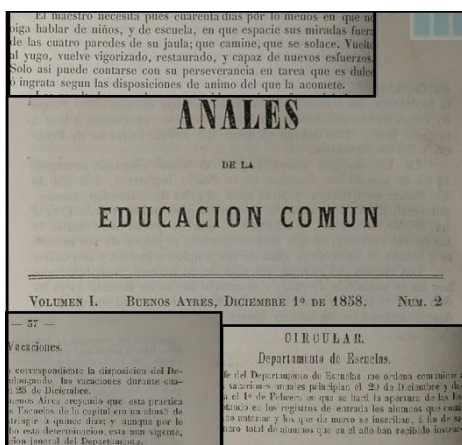 El maestro necesita pues cuarenta dias por lo menos en que no
oiga hablar de niños, y de escuela, en que espacie sus miradas fuera
de las cuatro paredes de su jaula; que camine, que se solace. Vuelto
al yugo, vuelve vigorizado, restaurado, y capaz de nuevos esfuerzos.
Solo asi puede contarse con su perseverancia en tarea que es dulce
ó ingrata segun las disposiciones de animo del que la acomete.
ANALES
DE LA
EDUCACION COMUN
VOLUMEN I. BUENOS AYRES, DICIEMBRE 1º DE 1858. NUM. 2
— 37 —
Vacaciones.
correspondiente la disposicion del De-
las vacaciones durante cua-
25 de Diciembre.
Buenos Aires creyendo que esta practica
Escuelas de la capital era un abuso de
á quince dias; y aunque por lo
esta determinacion, esta aun vigente,
jeneral del Departamento.
CIRCULAR.
Departamento de Escuelas.
del Departamento de Escuelas me ordena comunicar
vacaciones anuales principian el 20 de Diciembre y
el 1º de Febrero en que se hará la apertura de las
en los registros de entrada los alumnos que
anterior y los que de nuevo se inscriban, á fin de
total de alumnos que en el año han recibido